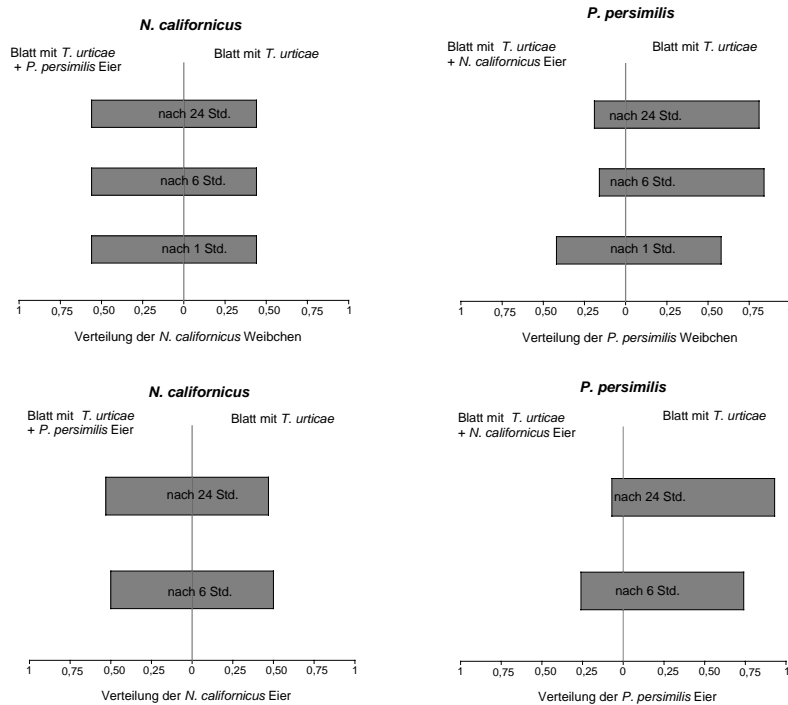 N. californicus
Blatt mit T. urticae
+ P. persimilis Eier
Blatt mit T. urticae
nach 24 Std.
nach 6 Std.
nach 1 Std.
1 0,75 0,50 0,25 0 0,25 0,50 0,75 1
Verteilung der N. californicus Weibchen
P. persimilis
Blatt mit T. urticae
+ N. californicus Eier
Blatt mit T. urticae
nach 24 Std.
nach 6 Std.
nach 1 Std.
1 0,75 0,50 0,25 0 0,25 0,50 0,75
Verteilung der P. persimilis Weibchen
N. californicus
Blatt mit T. urticae
+ P. persimilis Eier
Blatt mit T. urticae
nach 24 Std.
nach 6 Std.
1 0,75 0,50 0,25 0 0,25 0,50 0,75 1
Verteilung der N. californicus Eier
P. persimilis
Blatt mit T. urticae
+ N. californicus Eier
Blatt mit T. urticae
nach 24 Std.
nach 6 Std.
1 0,75 0,50 0,25 0 0,25 0,50 0,75 1
Verteilung der P. persimilis Eier